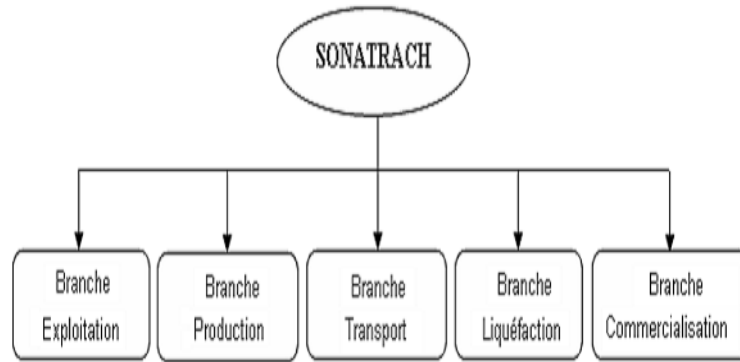 SONATRACH
Branche
Exploitation
Branche
Production
Branche
Transport
Branche
Liquéfaction
Branche
Commercialisation